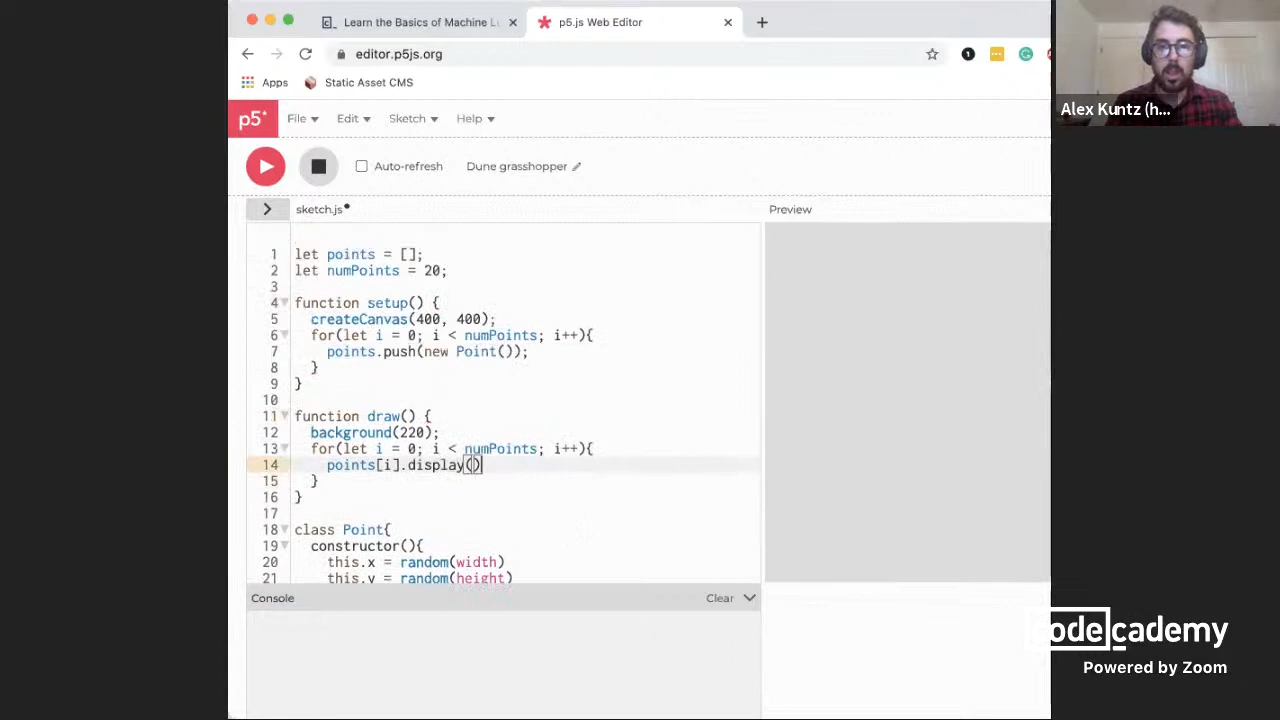 Learn the Basics of Machine Le
p5.js Web Editor
editor.p5js.org
Apps
Static Asset CMS
p5*
File
Edit
Sketch
Help
Auto-refresh
Dune grasshopper
sketch.js
Preview
1 let points = [];
2 let numPoints = 20;
3
4 function setup() {
5 createCanvas(400, 400);
6 for(let i = 0; i < numPoints; i++){
7 points.push(new Point());
8 }
9 }
10
11 function draw() {
12 background(220);
13 for(let i = 0; i < numPoints; i++){
14 points[i].display()
15 }
16 }
17
18 class Point{
19 constructor(){
20 this.x = random(width)
21 this.y = random(height)
Console
Clear
Alex Kuntz (h...
codecademy
Powered by Zoom